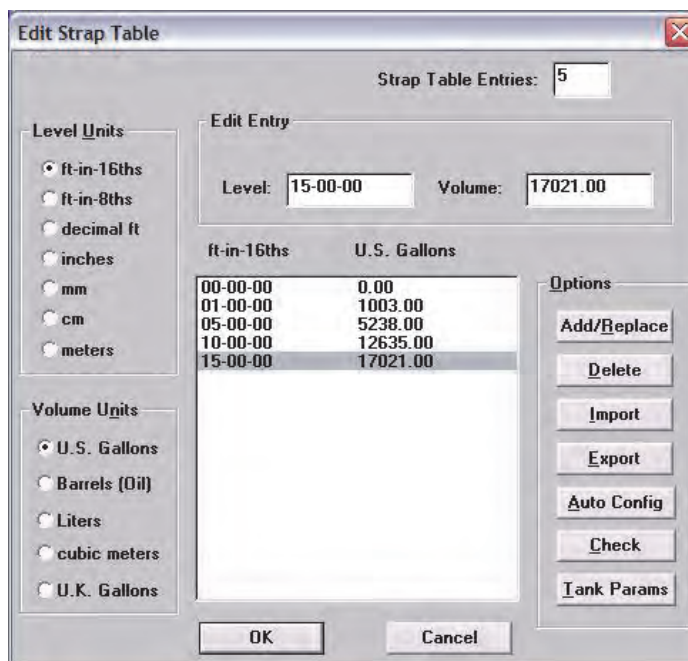 Edit Strap Table
Strap Table Entries: 5
Level Units
ft-in-16ths
ft-in-8ths
decimal ft
inches
mm
cm
meters
Edit Entry
Level: 15-00-00 Volume: 17021.00
ft-in-16ths U.S. Gallons
00-00-00 0.00
01-00-00 1003.00
05-00-00 5238.00
10-00-00 12635.00
15-00-00 17021.00
Options
Add/Replace
Delete
Import
Export
Auto Config
Check
Tank Params
Volume Units
U.S. Gallons
Barrels (Oil)
Liters
cubic meters
U.K. Gallons
OK Cancel